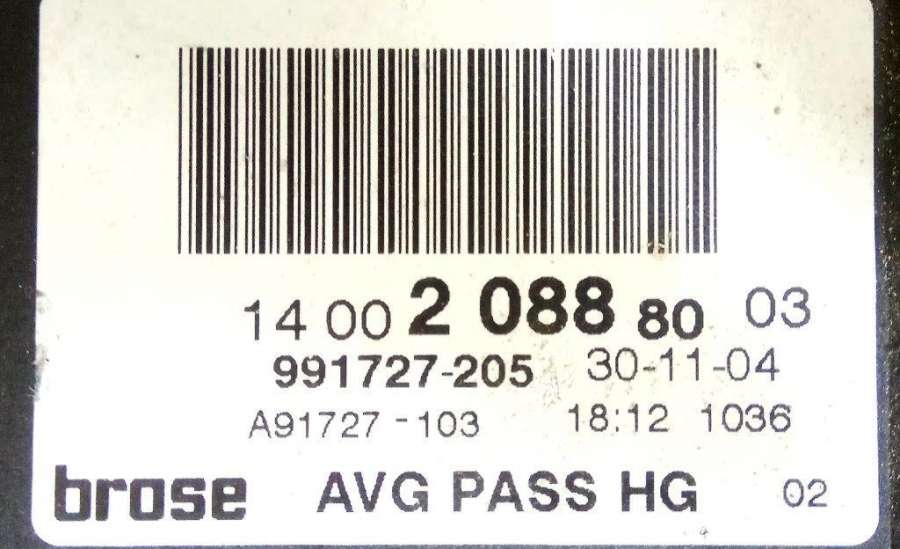 14 00 2 088 80 03
991727-205 30-11-04
A91727 - 103 18:12 1036
brose AVG PASS HG 02